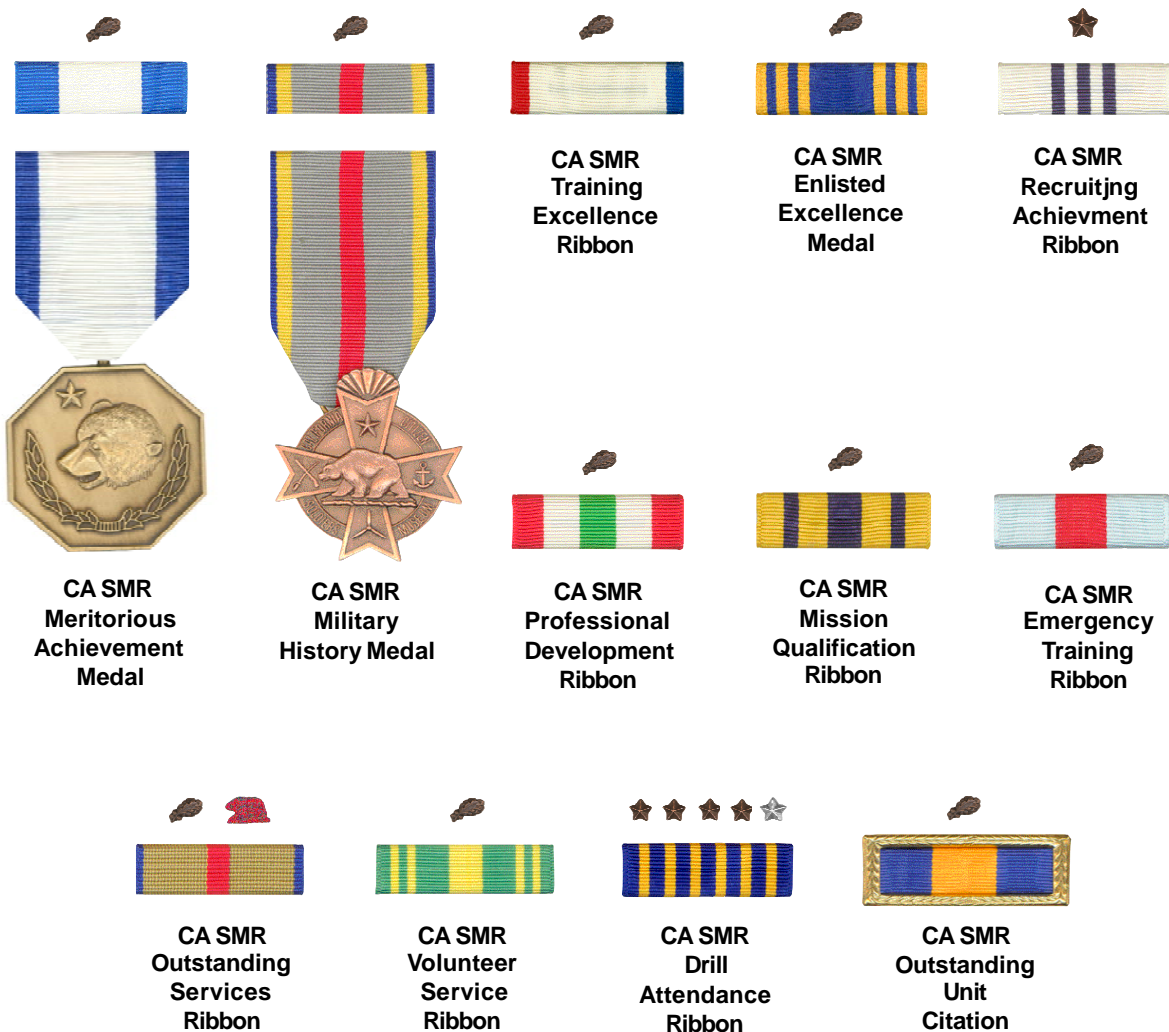 CA SMR
Training
Excellence
Ribbon
CA SMR
Enlisted
Excellence
Medal
CA SMR
Recruitjng
Achievment
Ribbon
CA SMR
Meritorious
Achievement
Medal
CA SMR
Military
History Medal
CA SMR
Professional
Development
Ribbon
CA SMR
Mission
Qualification
Ribbon
CA SMR
Emergency
Training
Ribbon
CA SMR
Outstanding
Services
Ribbon
CA SMR
Volunteer
Service
Ribbon
CA SMR
Drill
Attendance
Ribbon
CA SMR
Outstanding
Unit
Citation